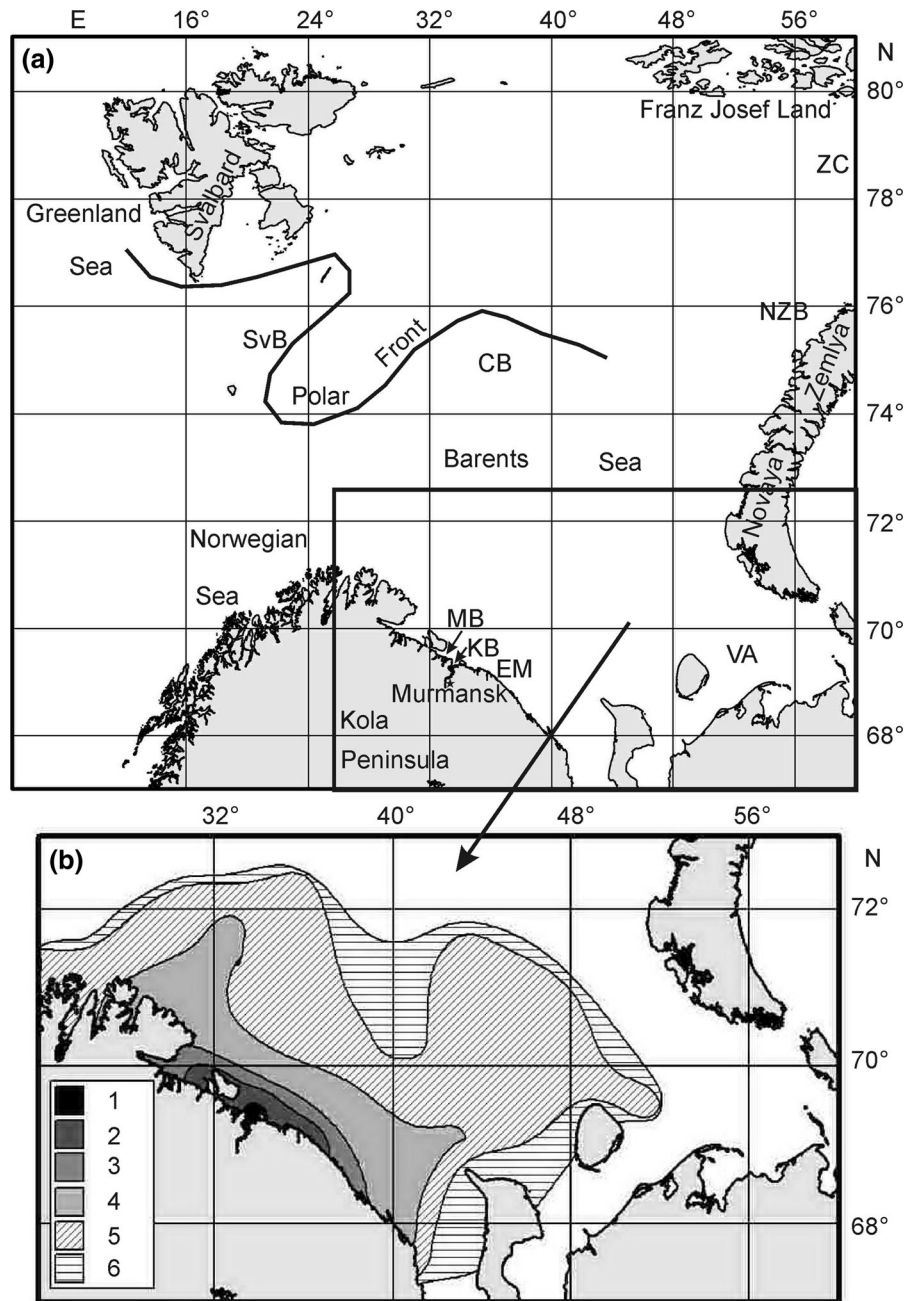 E 16° 24° 32° 40° 48° 56°
(a)
N
80°
Franz Josef Land
ZC
78°
Svalbard
Greenland
Sea
76°
NZB
SvB
Front
CB
Zemlya
Polar
74°
Barents Sea
Novaya
72°
Norwegian
Sea
MB
70°
KB
EM
VA
Murmansk
Kola
68°
Peninsula
32° 40° 48° 56°
(b)
N
72°
70°
1
2
3
4
68°
5
6